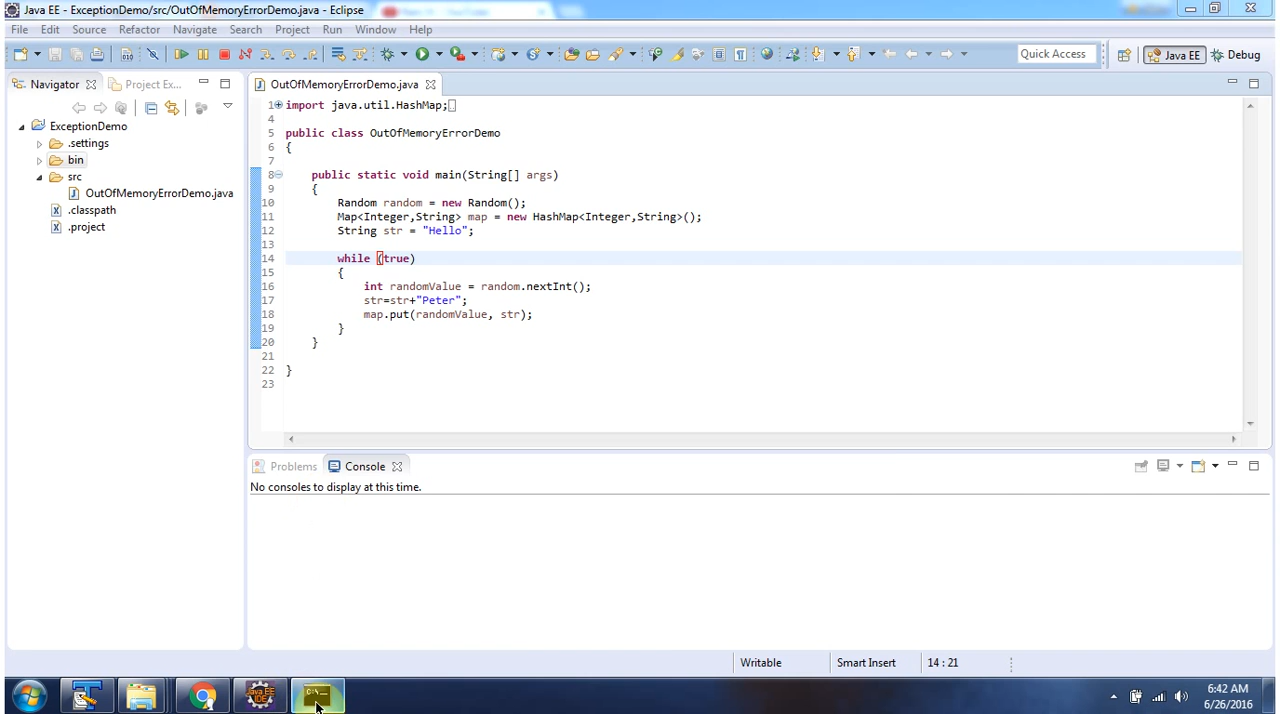 Java EE - ExceptionDemo/src/OutOfMemoryErrorDemo.java - Eclipse
File Edit Source Refactor Navigate Search Project Run Window Help
Quick Access Java EE Debug
Navigator Project Ex... OutOfMemoryErrorDemo.java
ExceptionDemo
.settings
bin
src
OutOfMemoryErrorDemo.java
.classpath
.project
1 import java.util.HashMap;
4
5 public class OutOfMemoryErrorDemo
6 {
7
8 public static void main(String[] args)
9 {
10 Random random = new Random();
11 Map<Integer,String> map = new HashMap<Integer,String>();
12 String str = "Hello";
13
14 while (true)
15 {
16 int randomValue = random.nextInt();
17 str=str+"Peter";
18 map.put(randomValue, str);
19 }
20 }
21
22 }
23
Problems Console
No consoles to display at this time.
Writable Smart Insert 14 : 21
Java EE
IDE
C:\
6:42 AM
6/26/2016